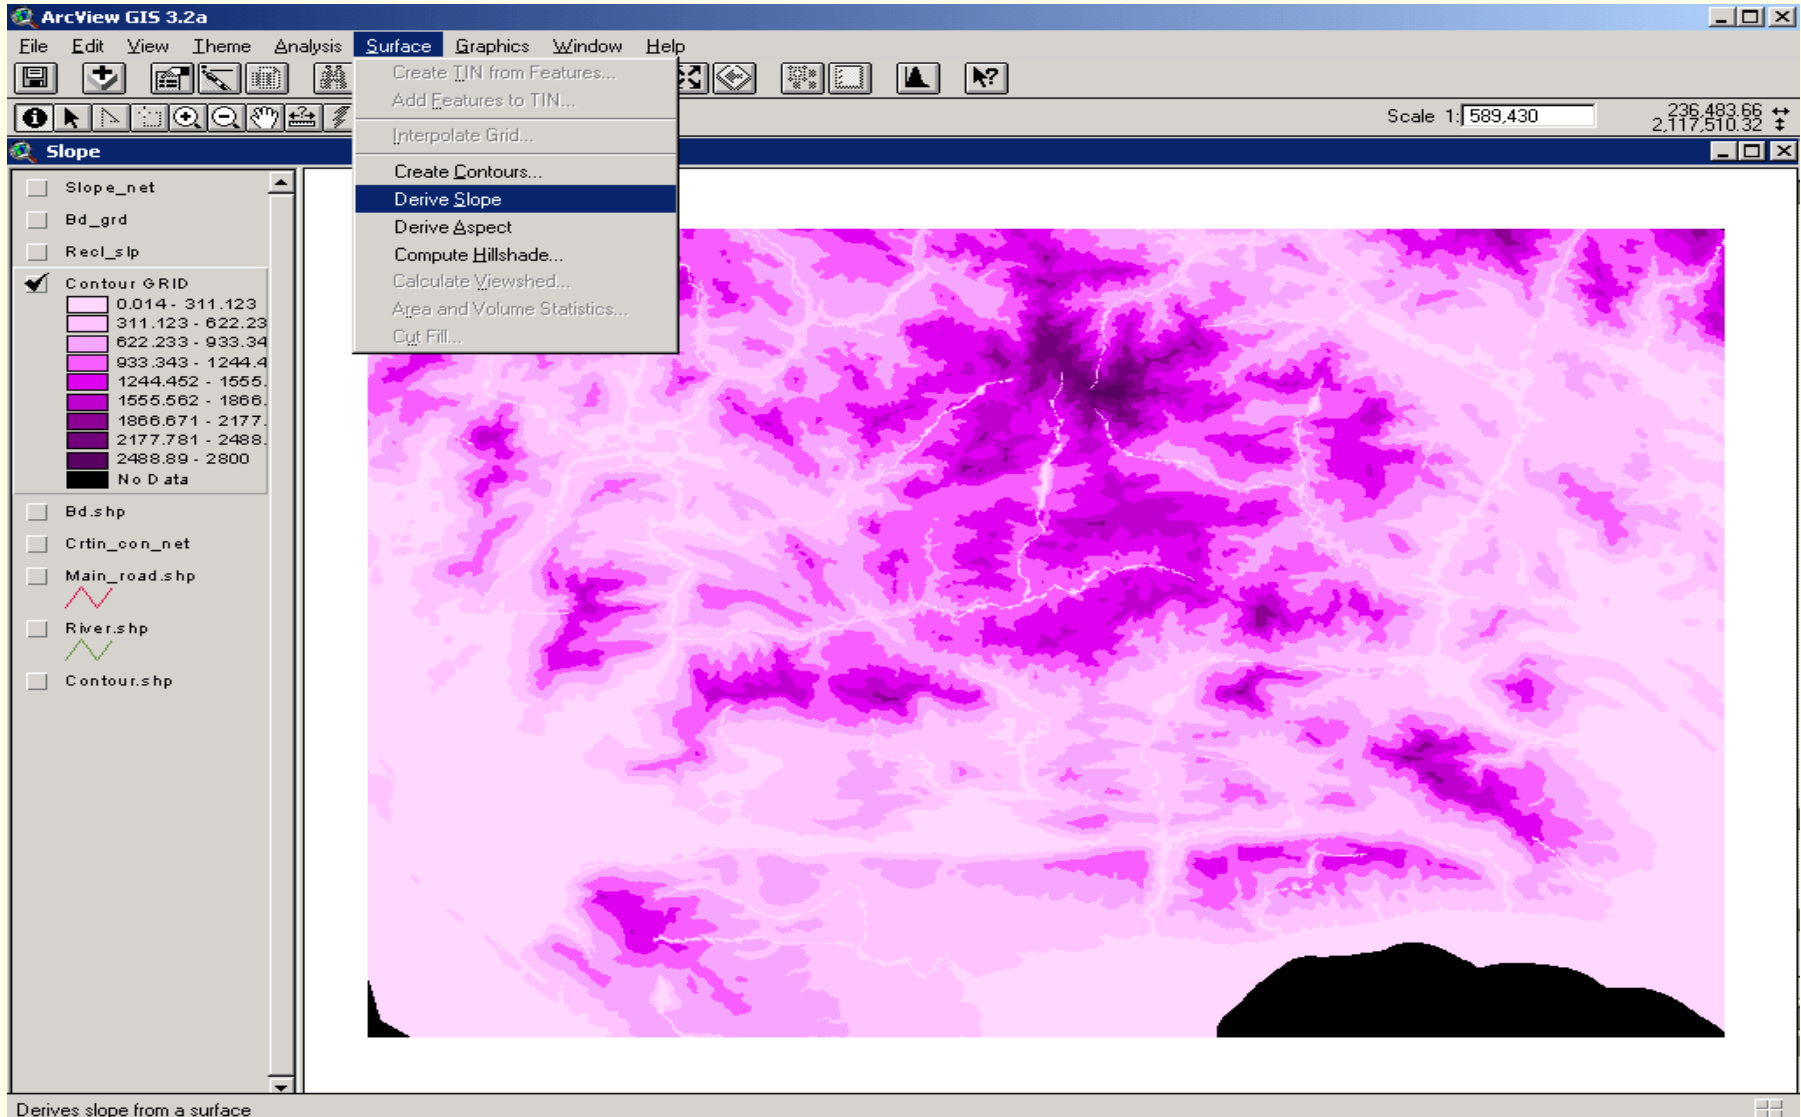 ArcView GIS 3.2a
File Edit View Theme Analysis Surface Graphics Window Help
Create TIN from Features...
Add Features to TIN...
Interpolate Grid...
Create Contours...
Derive Slope
Derive Aspect
Compute Hillshade...
Calculate Viewshed...
Area and Volume Statistics...
Cut Fill...
Scale 1: 589,430
236,483.66
2,117,510.32
Slope
Slope_net
Bd_grd
Recl_slp
Contour GRID
0.014 - 311.123
311.123 - 622.23
622.233 - 933.34
933.343 - 1244.4
1244.452 - 1555.
1555.562 - 1866.
1866.671 - 2177.
2177.781 - 2488.
2488.89 - 2800
No Data
Bd.shp
Crtin_con_net
Main_road.shp
River.shp
Contour.shp
Derives slope from a surface